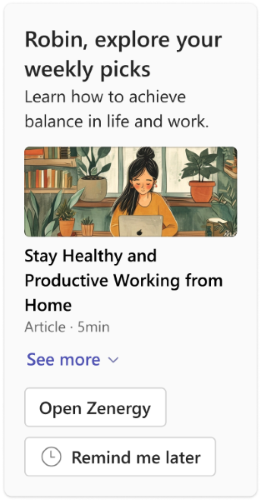 Robin, explore your
weekly picks
Learn how to achieve
balance in life and work.
Stay Healthy and
Productive Working from
Home
Article · 5min
See more
Open Zenergy
Remind me later